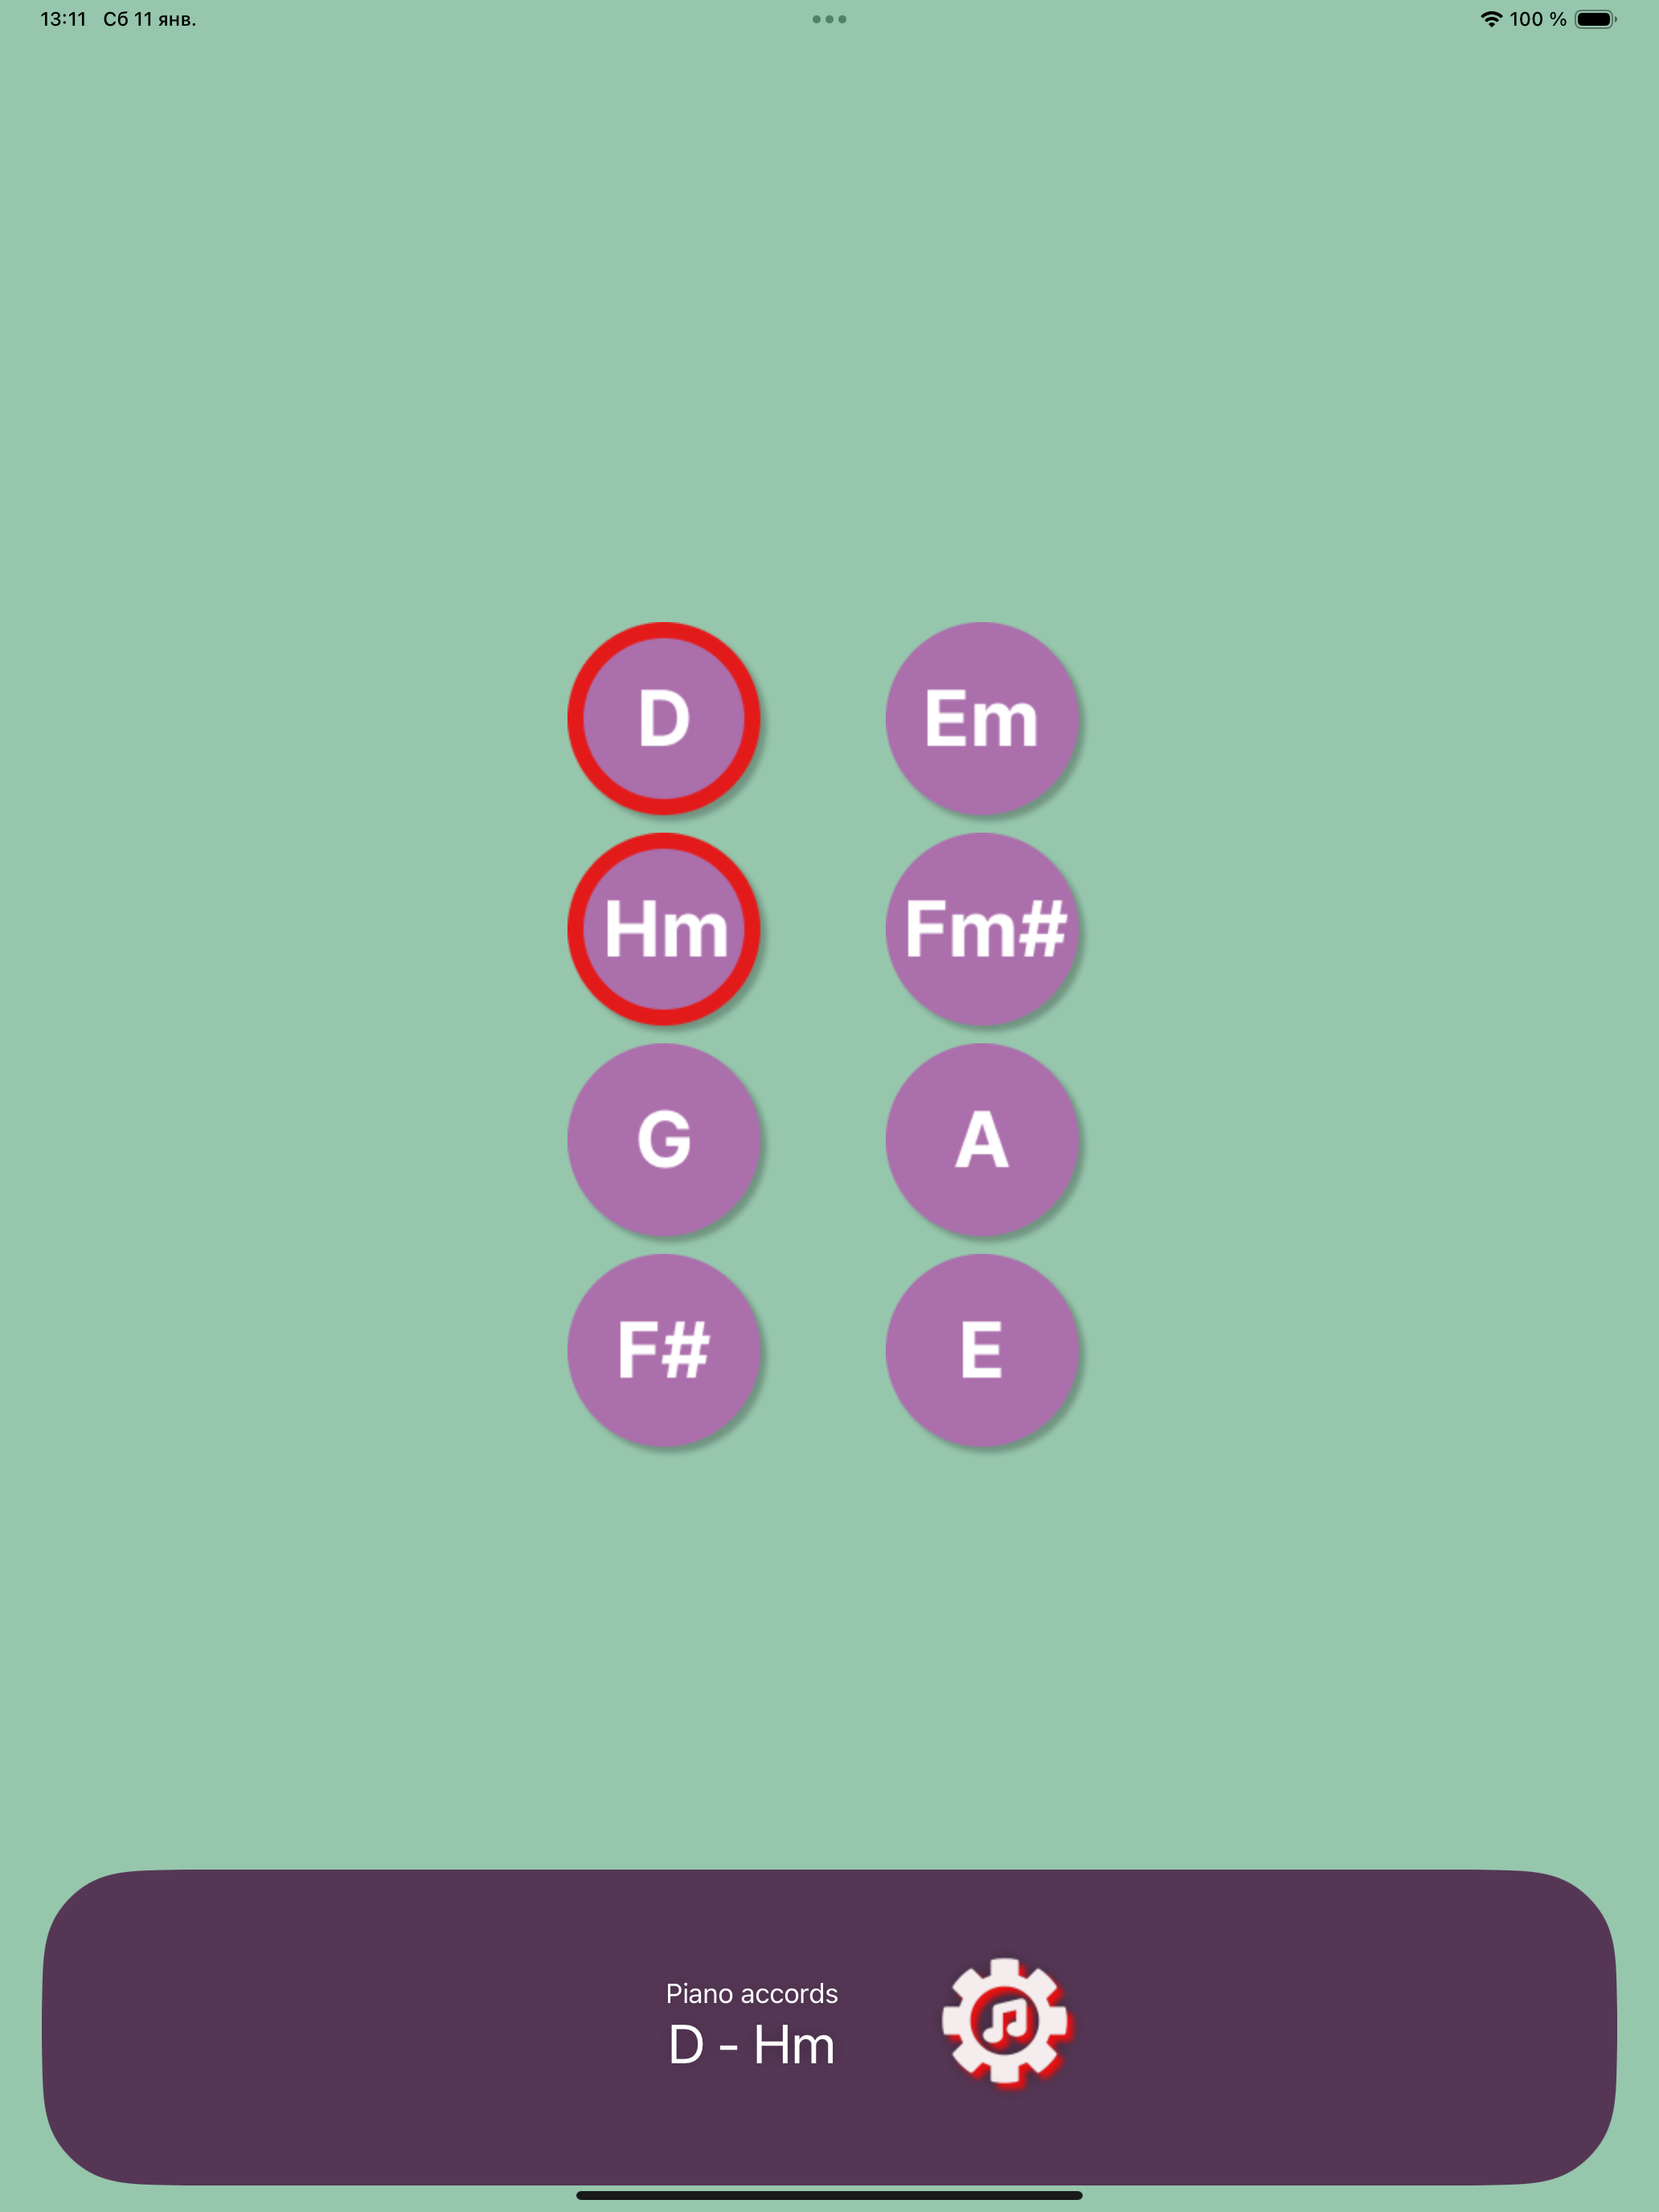 13:11 Сб 11 янв.
100 %
D
Em
Hm
Fm#
G
A
F#
E
Piano accords
D - Hm